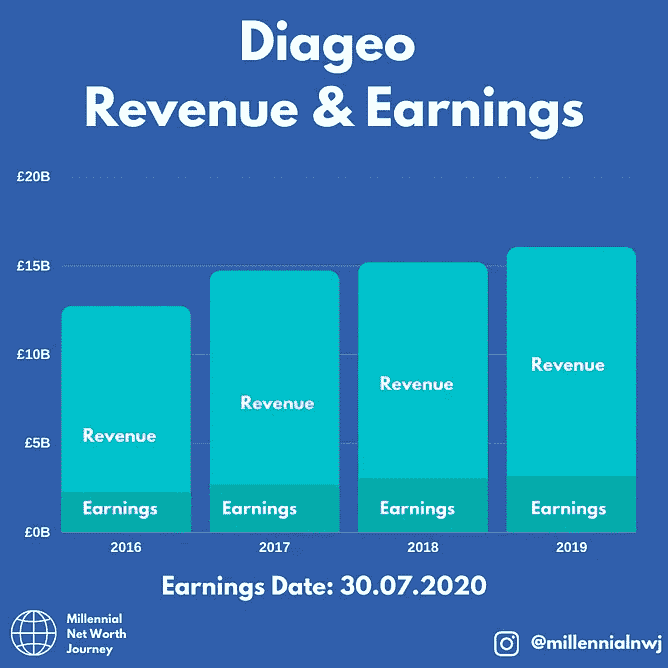 Diageo
Revenue & Earnings
£20B
£15B
£10B
£5B
£0B
Revenue
Earnings
Revenue
Earnings
Revenue
Earnings
Revenue
Earnings
2016
2017
2018
2019
Earnings Date: 30.07.2020
Millennial
Net Worth
Journey
@millennialnwj